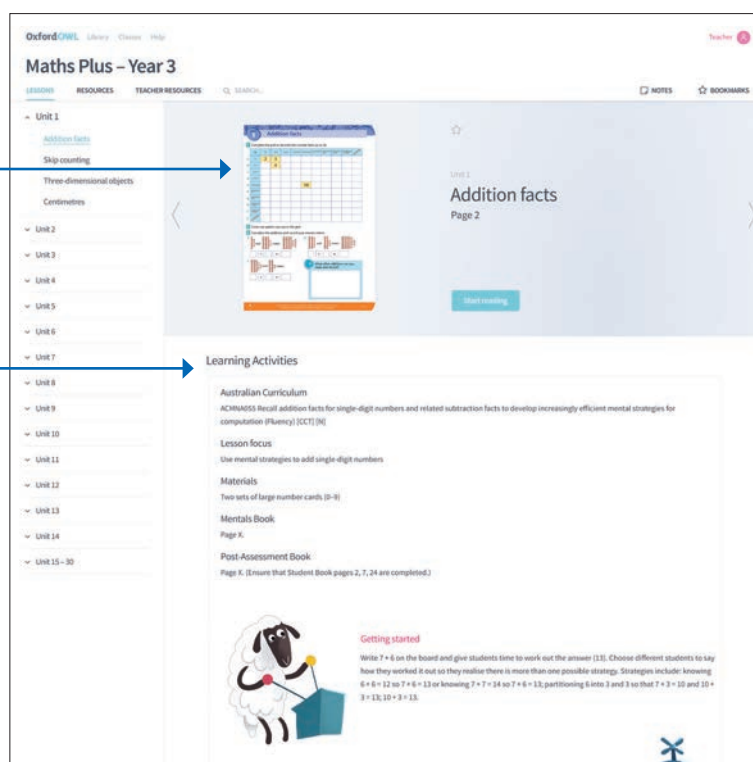 OxfordOWL Library Classes Help
Teacher
Maths Plus – Year 3
LESSONS RESOURCES TEACHER RESOURCES SEARCH... NOTES BOOKMARKS
Unit 1
Addition facts
Skip counting
Three-dimensional objects
Centimetres
Unit 2
Unit 3
Unit 4
Unit 5
Unit 6
Unit 7
Unit 8
Unit 9
Unit 10
Unit 11
Unit 12
Unit 13
Unit 14
Unit 15 – 30
Addition facts
Unit 1
Addition facts
Page 2
Start reading
Learning Activities
Australian Curriculum
ACMNA055 Recall addition facts for single-digit numbers and related subtraction facts to develop increasingly efficient mental strategies for
computation (Fluency) [CCT] [N]
Lesson focus
Use mental strategies to add single-digit numbers
Materials
Two sets of large number cards (0–9)
Mentals Book
Page X.
Post-Assessment Book
Page X. (Ensure that Student Book pages 2, 7, 24 are completed.)
Getting started
Write 7 + 6 on the board and give students time to work out the answer (13). Choose different students to say
how they worked it out so they realise there is more than one possible strategy. Strategies include: knowing
6 + 6 = 12 so 7 + 6 = 13 or knowing 7 + 7 = 14 so 7 + 6 = 13; partitioning 6 into 3 and 3 so that 7 + 3 = 10 and 10 +
3 = 13; 10 + 3 = 13.